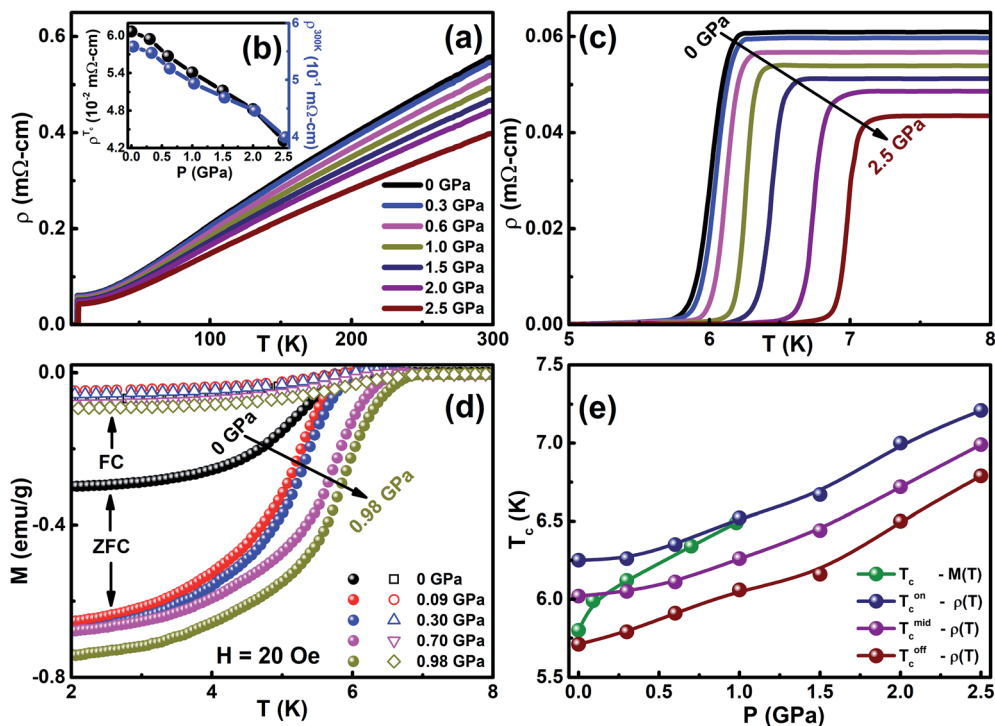 (a)
ρ (mΩ-cm)
0.6
0.4
0.2
0.0
100
200
300
T (K)
0 GPa
0.3 GPa
0.6 GPa
1.0 GPa
1.5 GPa
2.0 GPa
2.5 GPa
(b)
ρ^Tc (10⁻² mΩ-cm)
6.0
5.4
4.8
4.2
0.0 0.5 1.0 1.5 2.0 2.5
P (GPa)
6
5
4
ρ^300K (10⁻¹ mΩ-cm)
(c)
ρ (mΩ-cm)
0.06
0.04
0.02
0.00
5 6 7 8
T (K)
0 GPa
2.5 GPa
(d)
M (emu/g)
0.0
-0.4
-0.8
2 4 6 8
T (K)
FC
ZFC
0 GPa
0.98 GPa
H = 20 Oe
0 GPa
0.09 GPa
0.30 GPa
0.70 GPa
0.98 GPa
(e)
T_c (K)
7.0
6.5
6.0
5.5
0.0 0.5 1.0 1.5 2.0 2.5
P (GPa)
T_c - M(T)
T_c^on - ρ(T)
T_c^mid - ρ(T)
T_c^off - ρ(T)